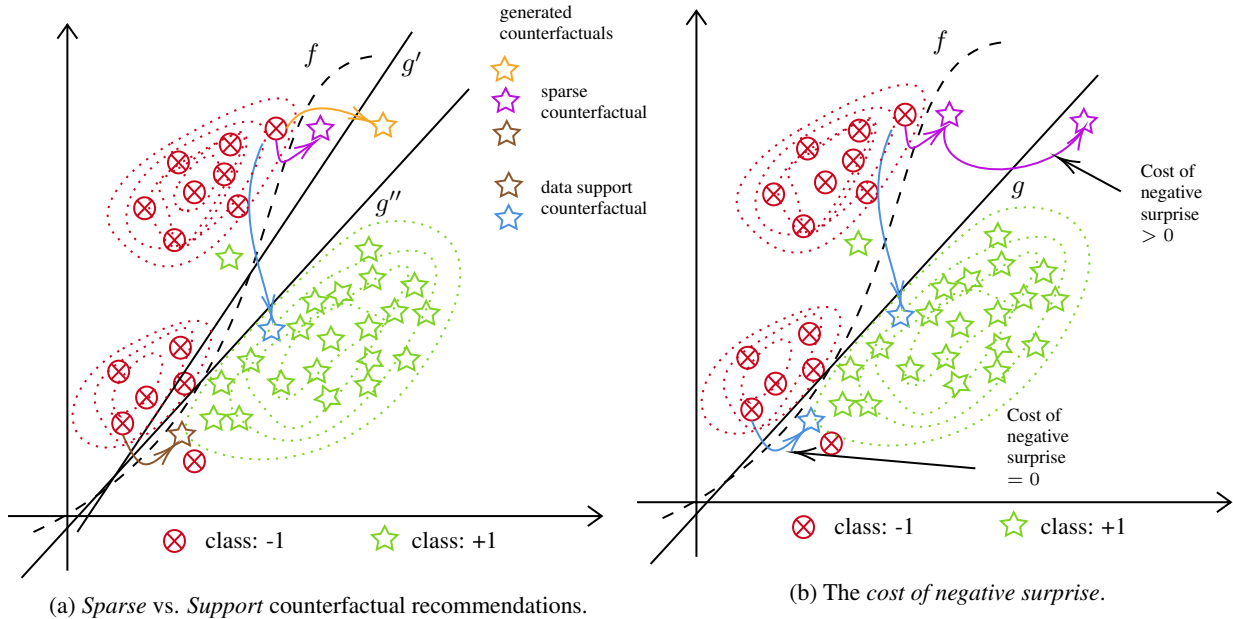 generated
counterfactuals
sparse
counterfactual
data support
counterfactual
f
g′
g″
class: -1
class: +1
(a) Sparse vs. Support counterfactual recommendations.
f
g
Cost of
negative
surprise
> 0
Cost of
negative
surprise
= 0
class: -1
class: +1
(b) The cost of negative surprise.